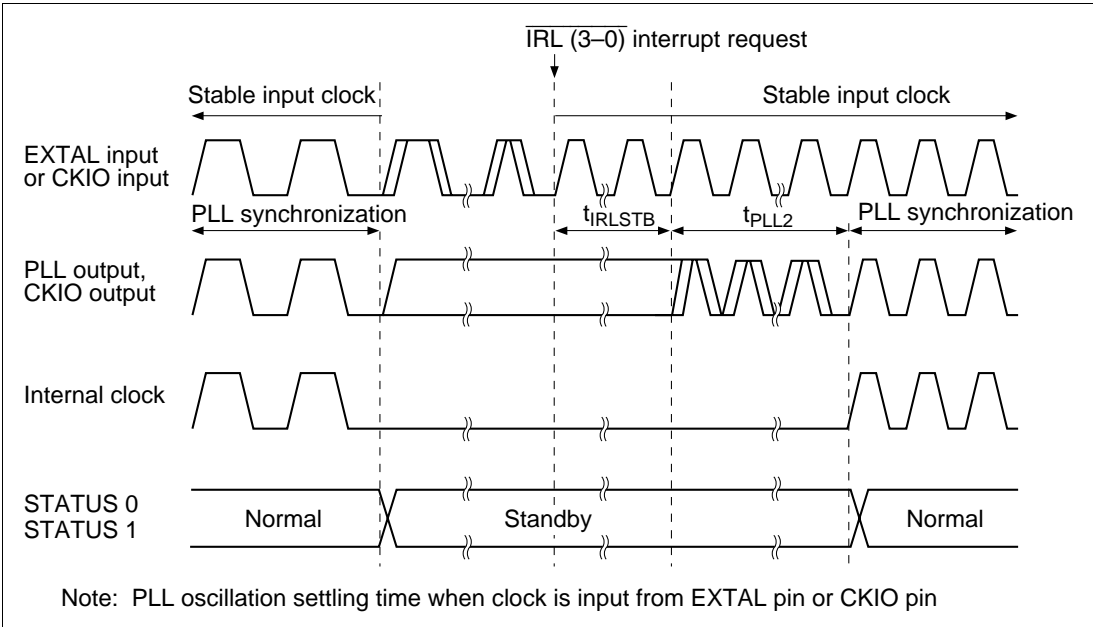 IRL (3–0) interrupt request
Stable input clock
Stable input clock
EXTAL input
or CKIO input
PLL synchronization
tIRLSTB
tPLL2
PLL synchronization
PLL output,
CKIO output
Internal clock
STATUS 0
STATUS 1
Normal
Standby
Normal
Note: PLL oscillation settling time when clock is input from EXTAL pin or CKIO pin